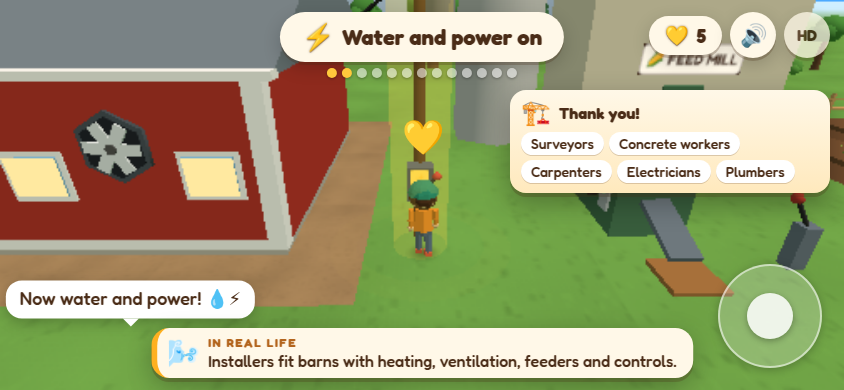 Water and power on
5
HD
FEED MILL
Thank you!
Surveyors
Concrete workers
Carpenters
Electricians
Plumbers
Now water and power!
IN REAL LIFE
Installers fit barns with heating, ventilation, feeders and controls.